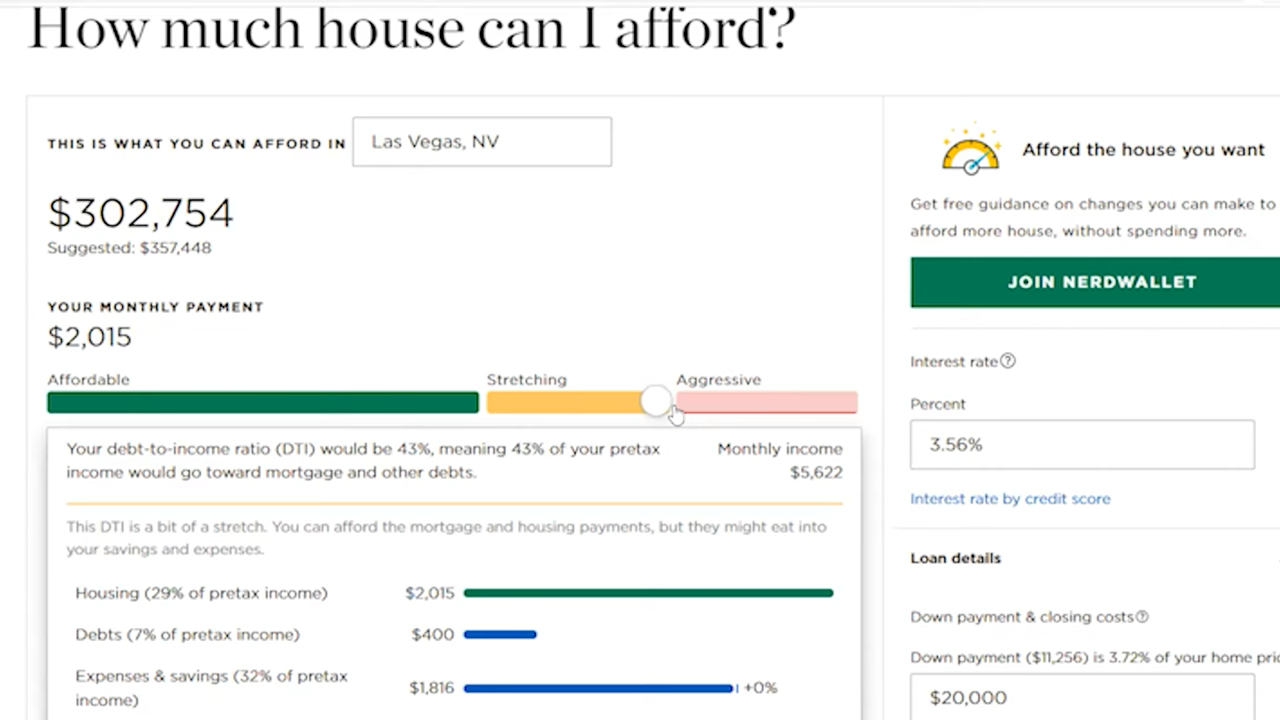 How much house can I afford?
THIS IS WHAT YOU CAN AFFORD IN
Las Vegas, NV
$302,754
Suggested: $357,448
YOUR MONTHLY PAYMENT
$2,015
Affordable
Stretching
Aggressive
Your debt-to-income ratio (DTI) would be 43%, meaning 43% of your pretax
income would go toward mortgage and other debts.
Monthly income
$5,622
This DTI is a bit of a stretch. You can afford the mortgage and housing payments, but they might eat into
your savings and expenses.
Housing (29% of pretax income) $2,015
Debts (7% of pretax income) $400
Expenses & savings (32% of pretax
income) $1,816 +0%
Afford the house you want
Get free guidance on changes you can make to
afford more house, without spending more.
JOIN NERDWALLET
Interest rate ?
Percent
3.56%
Interest rate by credit score
Loan details
Down payment & closing costs ?
Down payment ($11,256) is 3.72% of your home pric
$20,000